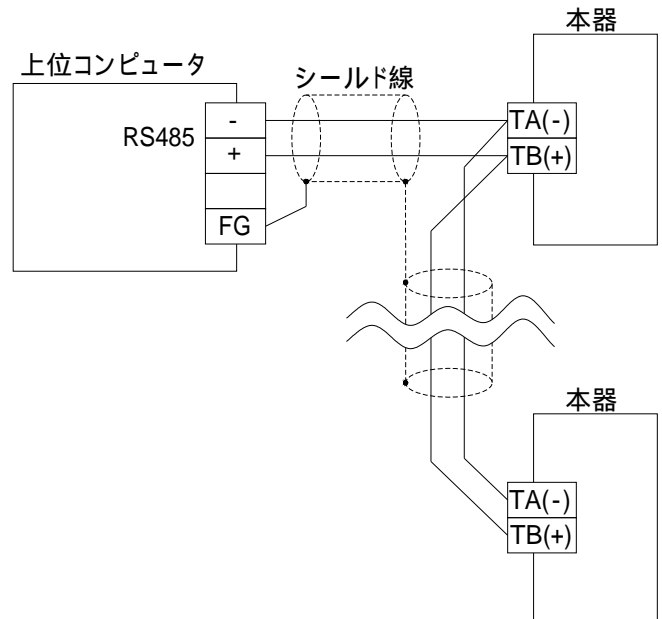 本器
上位コンピュータ
シールド線
RS485
-
+
FG
TA(-)
TB(+)
本器
TA(-)
TB(+)